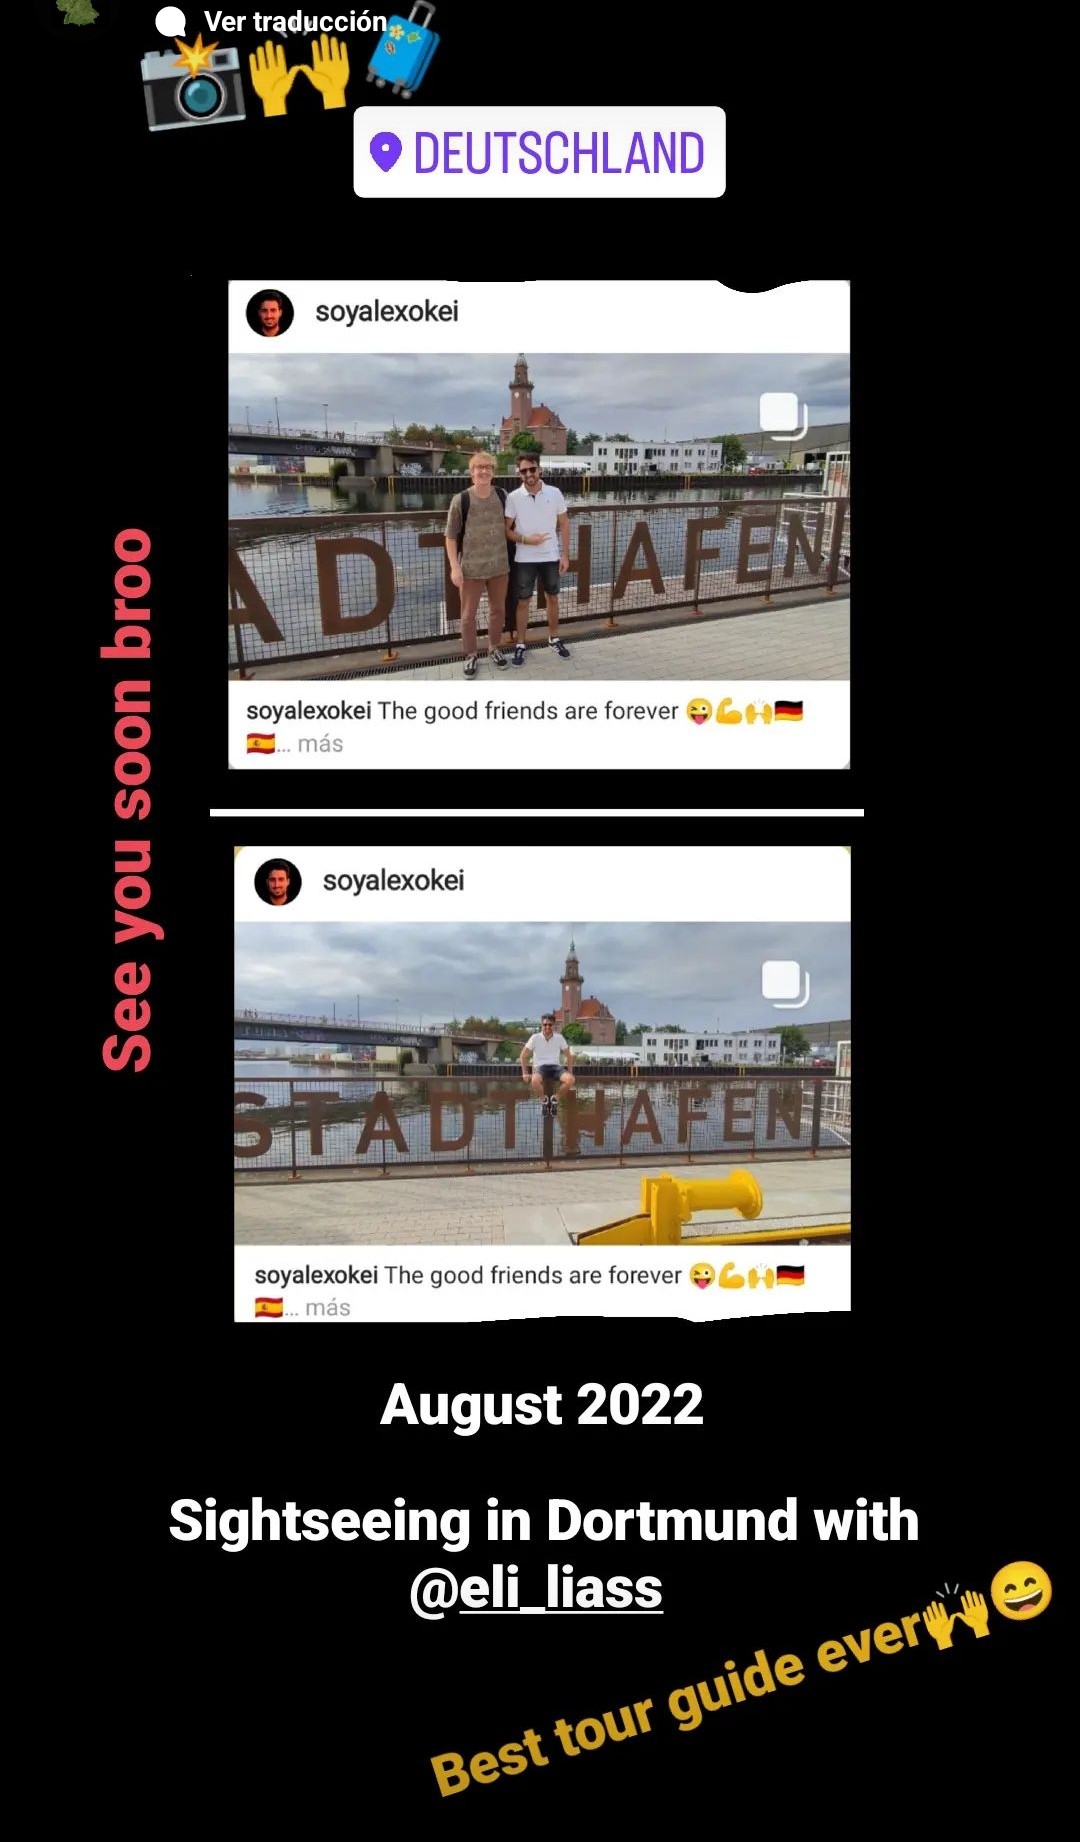 Ver traducción
DEUTSCHLAND
soyalexokei
ADT HAFEN
soyalexokei The good friends are forever 😜💪🙌🇩🇪
🇪🇸... más
See you soon broo
soyalexokei
STADTHAFEN
soyalexokei The good friends are forever 😜💪🙌🇩🇪
🇪🇸... más
August 2022
Sightseeing in Dortmund with
@eli_liass
Best tour guide ever🙌😄